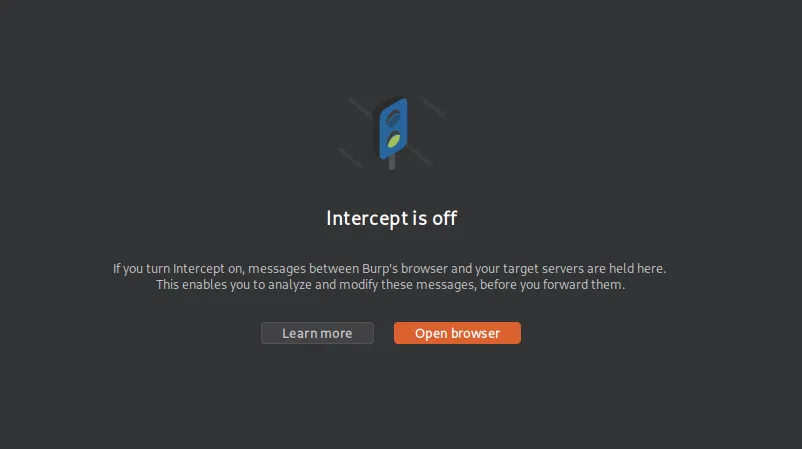 Intercept is off
If you turn Intercept on, messages between Burp's browser and your target servers are held here.
This enables you to analyze and modify these messages, before you forward them.
Learn more
Open browser